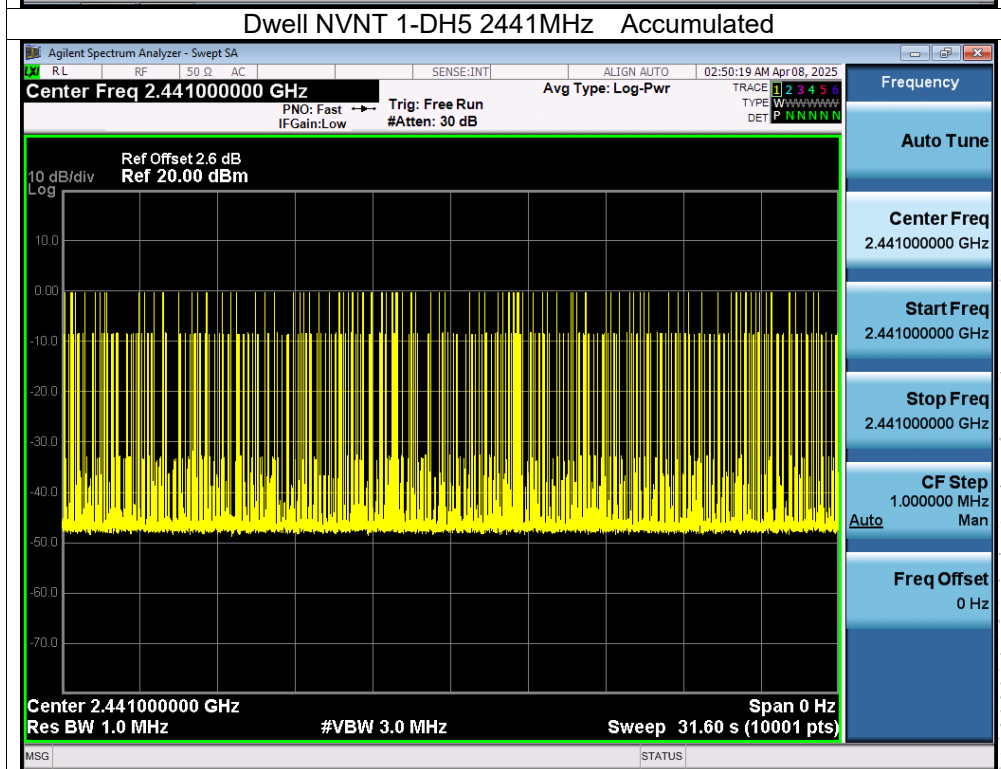 Dwell NVNT 1-DH5 2441MHz Accumulated
Agilent Spectrum Analyzer - Swept SA
LXI RL RF 50 Ω AC SENSE:INT ALIGN AUTO 02:50:19 AM Apr 08, 2025
Center Freq 2.441000000 GHz
PNO: Fast
IFGain:Low
Trig: Free Run
#Atten: 30 dB
Avg Type: Log-Pwr
TRACE 1 2 3 4 5 6
TYPE WWWWWW
DET P N N N N N
Ref Offset 2.6 dB
10 dB/div Ref 20.00 dBm
Log
10.0
0.00
-10.0
-20.0
-30.0
-40.0
-50.0
-60.0
-70.0
Center 2.441000000 GHz Span 0 Hz
Res BW 1.0 MHz #VBW 3.0 MHz Sweep 31.60 s (10001 pts)
MSG STATUS
Frequency
Auto Tune
Center Freq
2.441000000 GHz
Start Freq
2.441000000 GHz
Stop Freq
2.441000000 GHz
CF Step
1.000000 MHz
Auto Man
Freq Offset
0 Hz